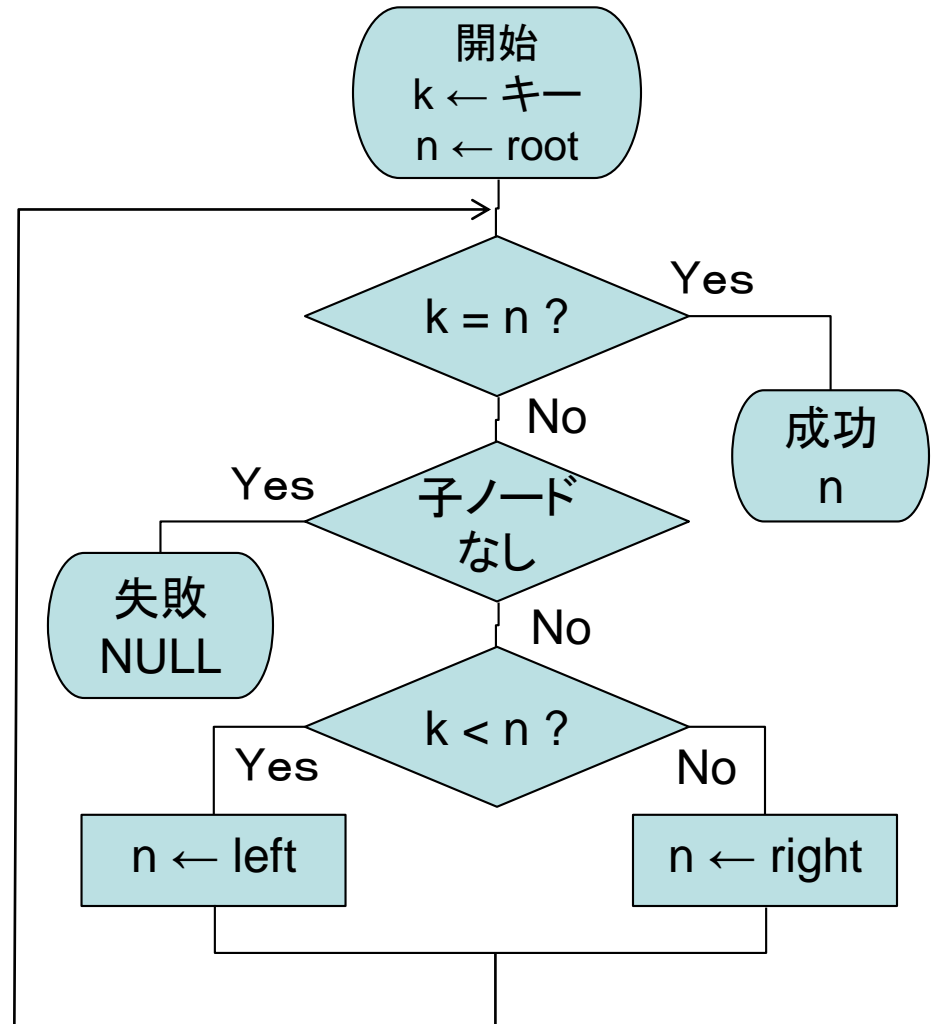 開始
k ← キー
n ← root
k = n ?
Yes
No
成功
n
子ノード
なし
Yes
失敗
NULL
No
k < n ?
Yes
No
n ← left
n ← right